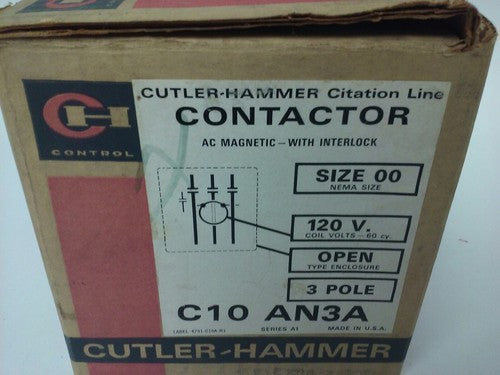 CUTLER-HAMMER Citation Line
CONTACTOR
AC MAGNETIC - WITH INTERLOCK
CH
CONTROL
SIZE 00
NEMA SIZE
120 V.
COIL VOLTS - 60 cy.
OPEN
TYPE ENCLOSURE
3 POLE
C10 AN3A
SERIES A1
MADE IN U.S.A.
CUTLER-HAMMER